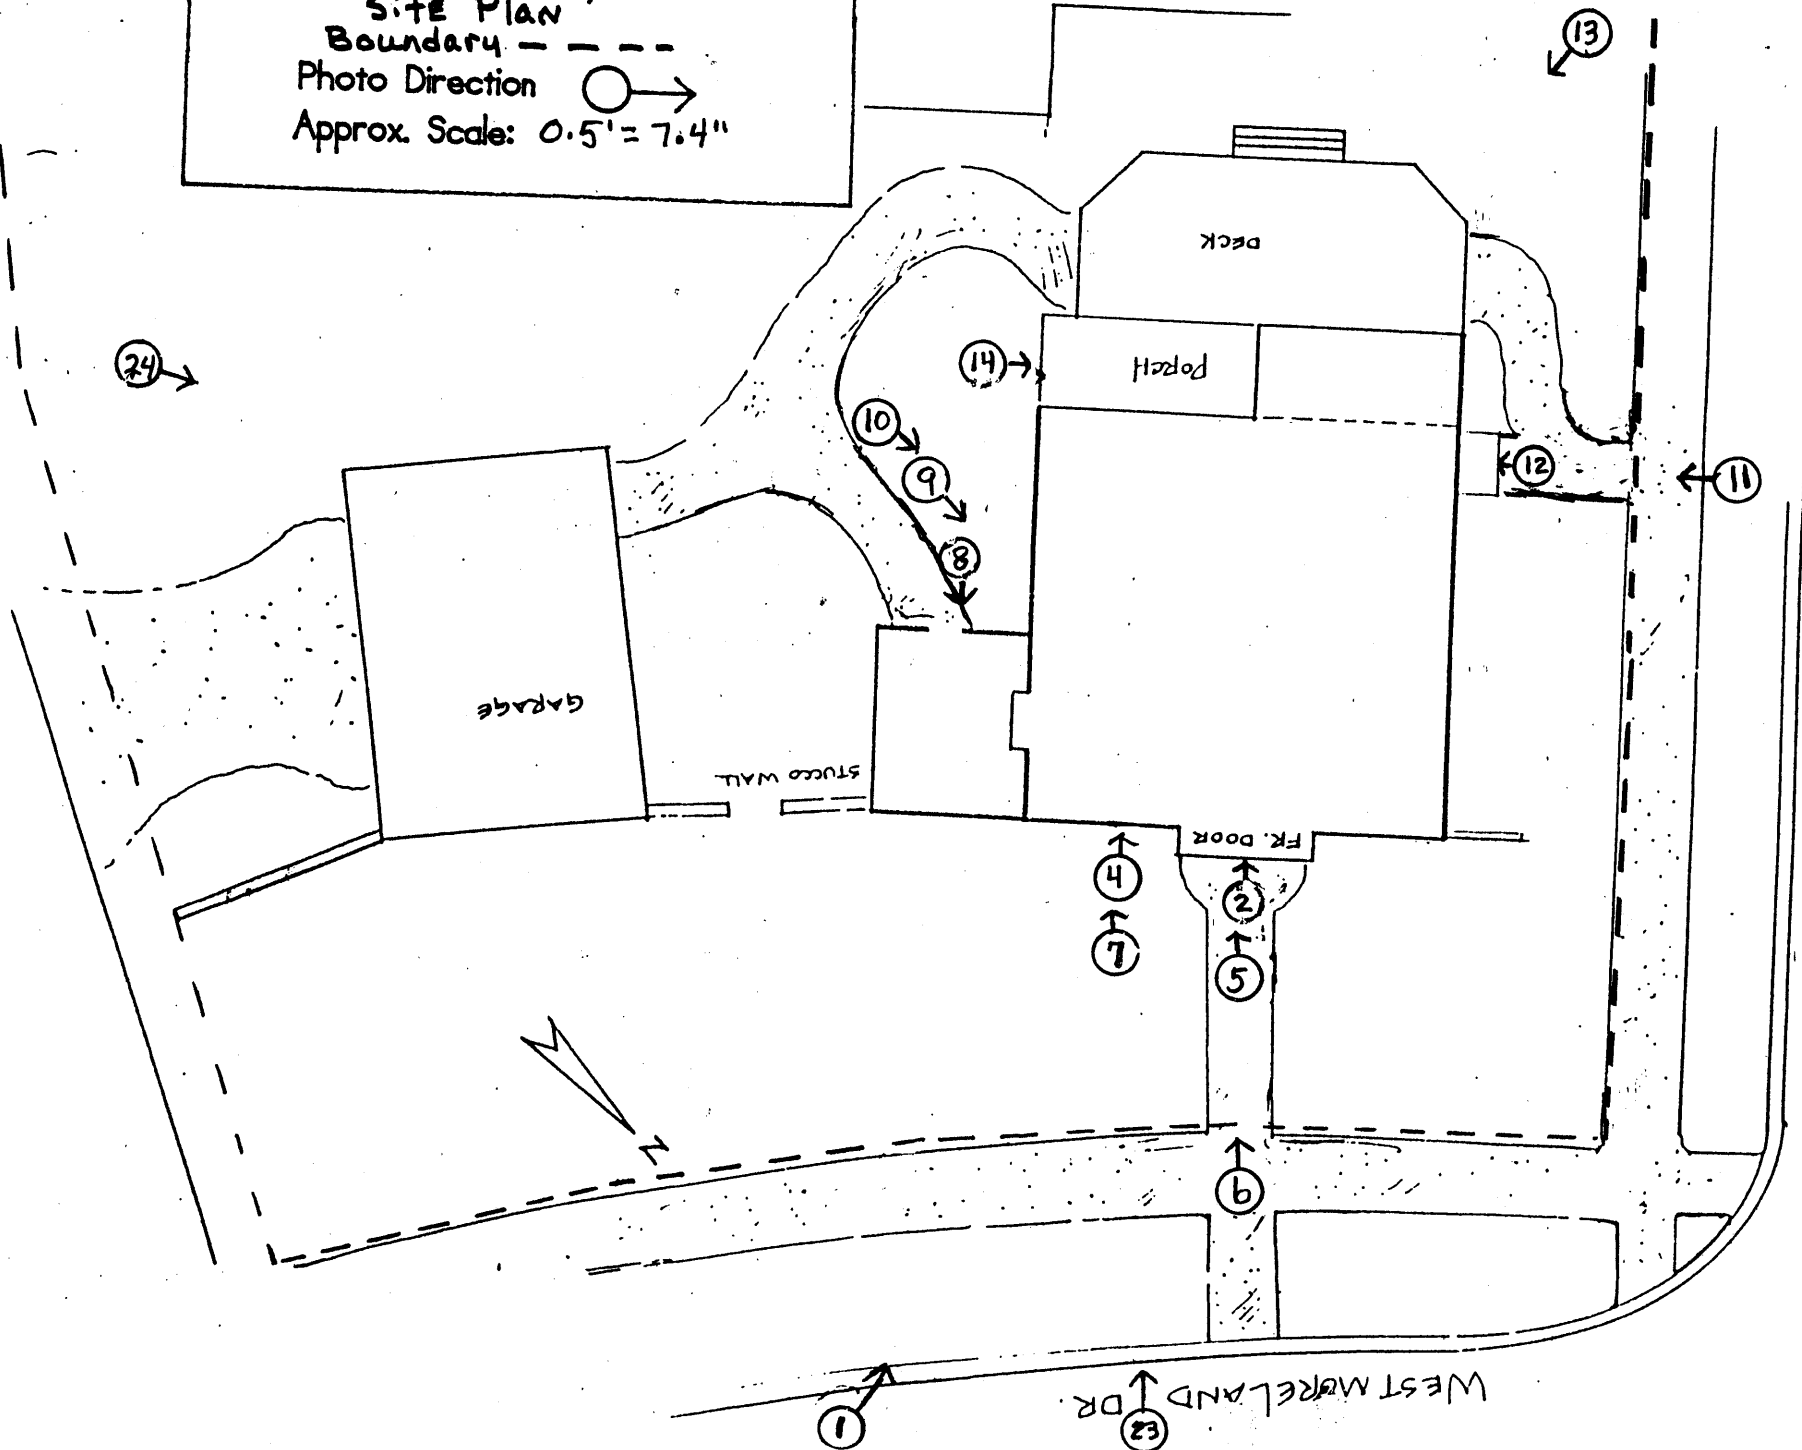 Site Plan
Boundary
Photo Direction
Approx. Scale: 0.5' = 7.4"
13
DECK
24
14
PORCH
10
9
12
11
8
GARAGE
STUCCO WALL
FR. DOOR
4
2
7
5
N
6
WESTMORELAND DR.
1
23